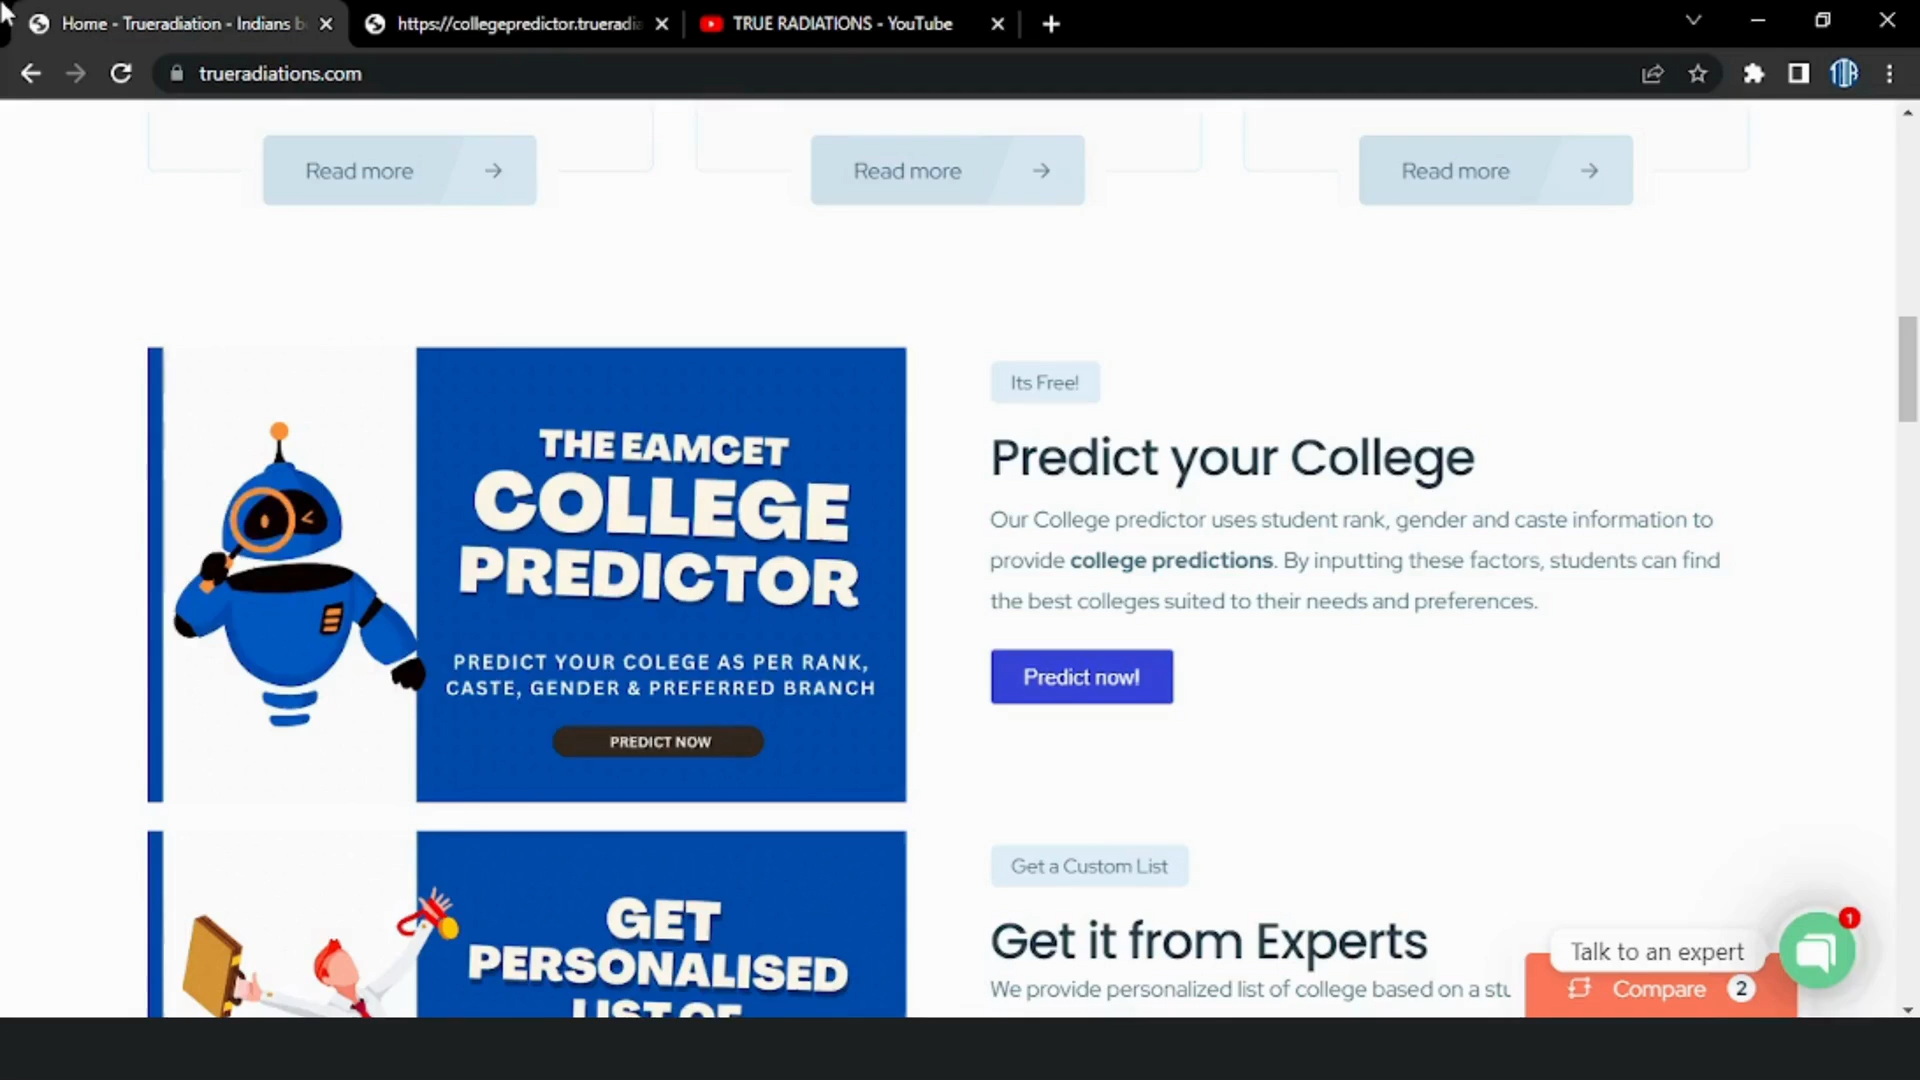 Home - Trueradiation - Indians b
https://collegepredictor.trueradia
TRUE RADIATIONS - YouTube
trueradiations.com
Read more
Read more
Read more
THE EAMCET
COLLEGE
PREDICTOR
PREDICT YOUR COLEGE AS PER RANK,
CASTE, GENDER & PREFERRED BRANCH
PREDICT NOW
Its Free!
Predict your College
Our College predictor uses student rank, gender and caste information to
provide college predictions. By inputting these factors, students can find
the best colleges suited to their needs and preferences.
Predict now!
GET
PERSONALISED
LIST OF
Get a Custom List
Get it from Experts
We provide personalized list of college based on a stu
Talk to an expert
1
Compare 2